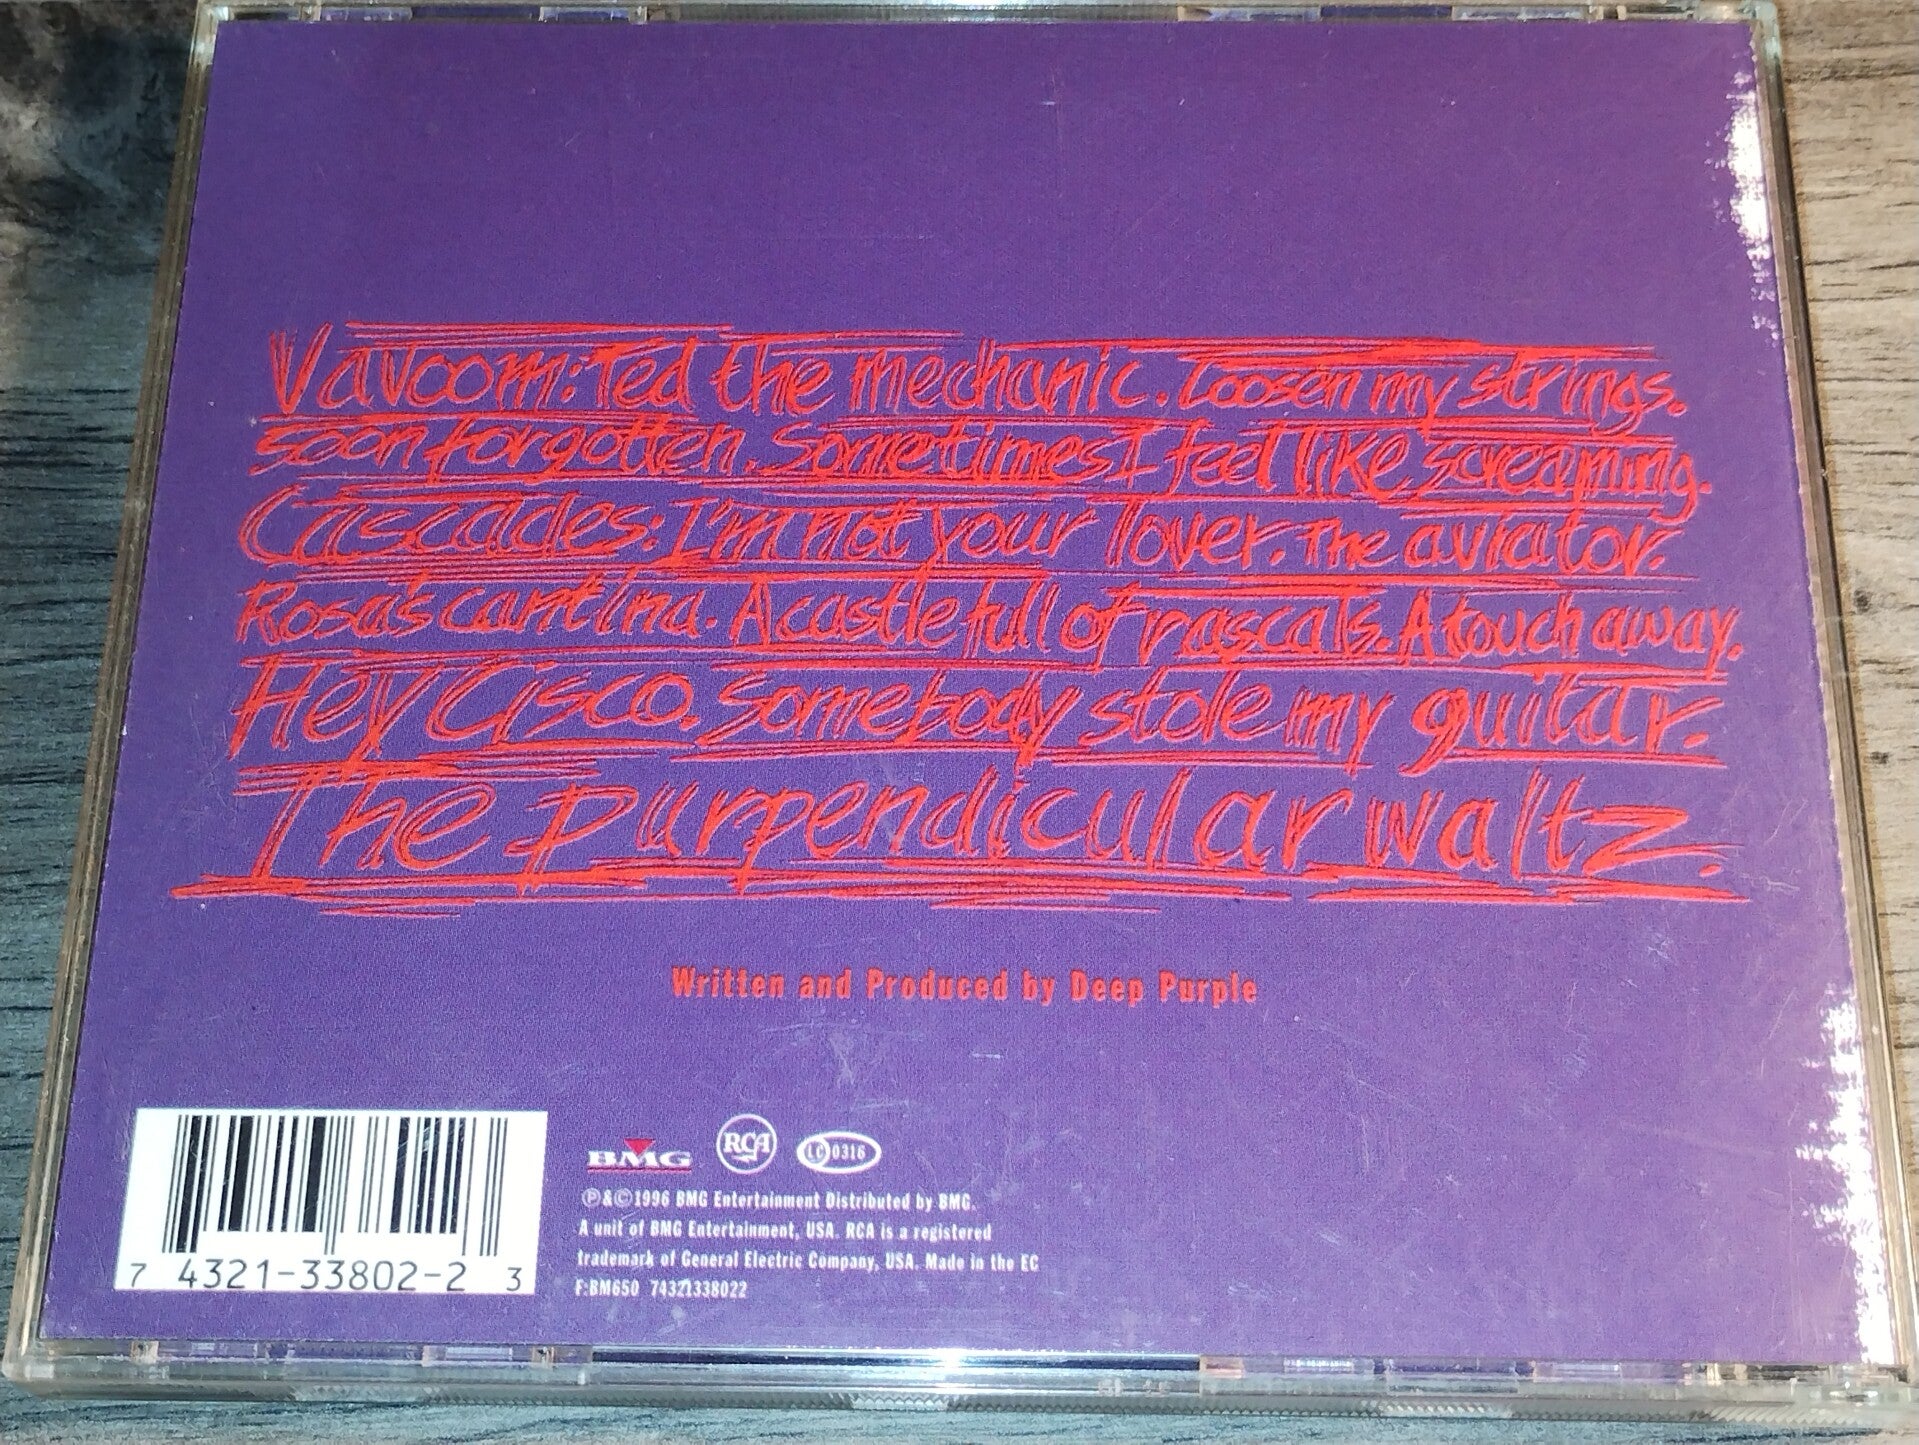 Vavoom: Ted the mechanic. Loosen my strings.
Soon forgotten. Sometimes I feel like screaming.
Cascades: I'm not your lover. The aviator.
Rosa's cantina. A castle full of rascals. A touch away.
Hey Cisco. Somebody stole my guitar.
The purpendicular waltz.
Written and Produced by Deep Purple
7 4321-33802-2 3
BMG RCA LC 0316
℗&©1996 BMG Entertainment Distributed by BMG.
A unit of BMG Entertainment, USA. RCA is a registered
trademark of General Electric Company, USA. Made in the EC
F:BM650 74321338022